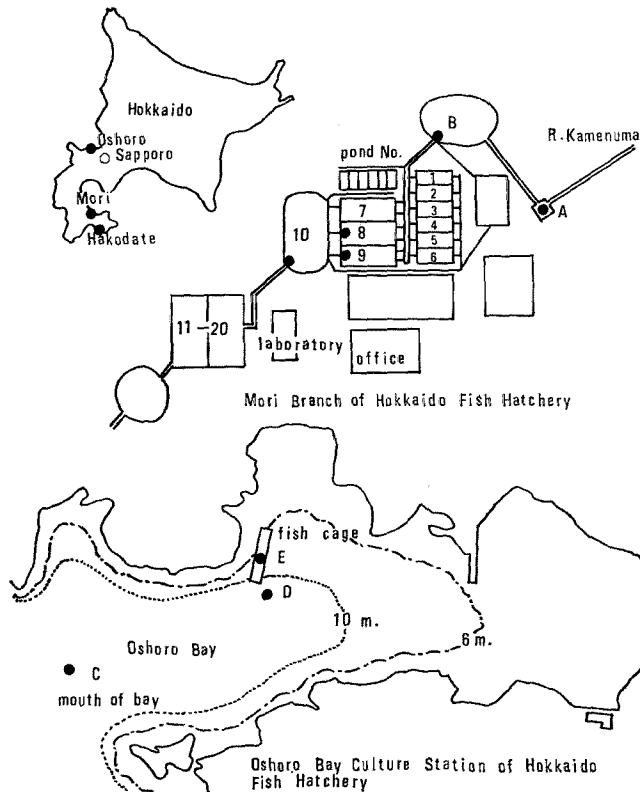 Hokkaido
Oshoro
Sapporo
Mori
Hakodate
B
R. Kamenuma
pond No.
A
1
2
3
4
5
6
7
8
9
10
11-20
laboratory
office
Mori Branch of Hokkaido Fish Hatchery
fish cage
E
D
10 m.
6 m.
Oshoro Bay
C
mouth of bay
Oshoro Bay Culture Station of Hokkaido
Fish Hatchery